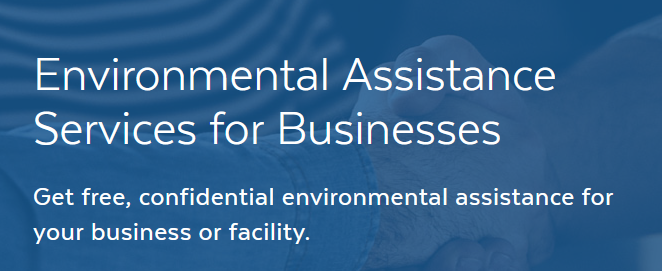 Environmental Assistance
Services for Businesses
Get free, confidential environmental assistance for
your business or facility.